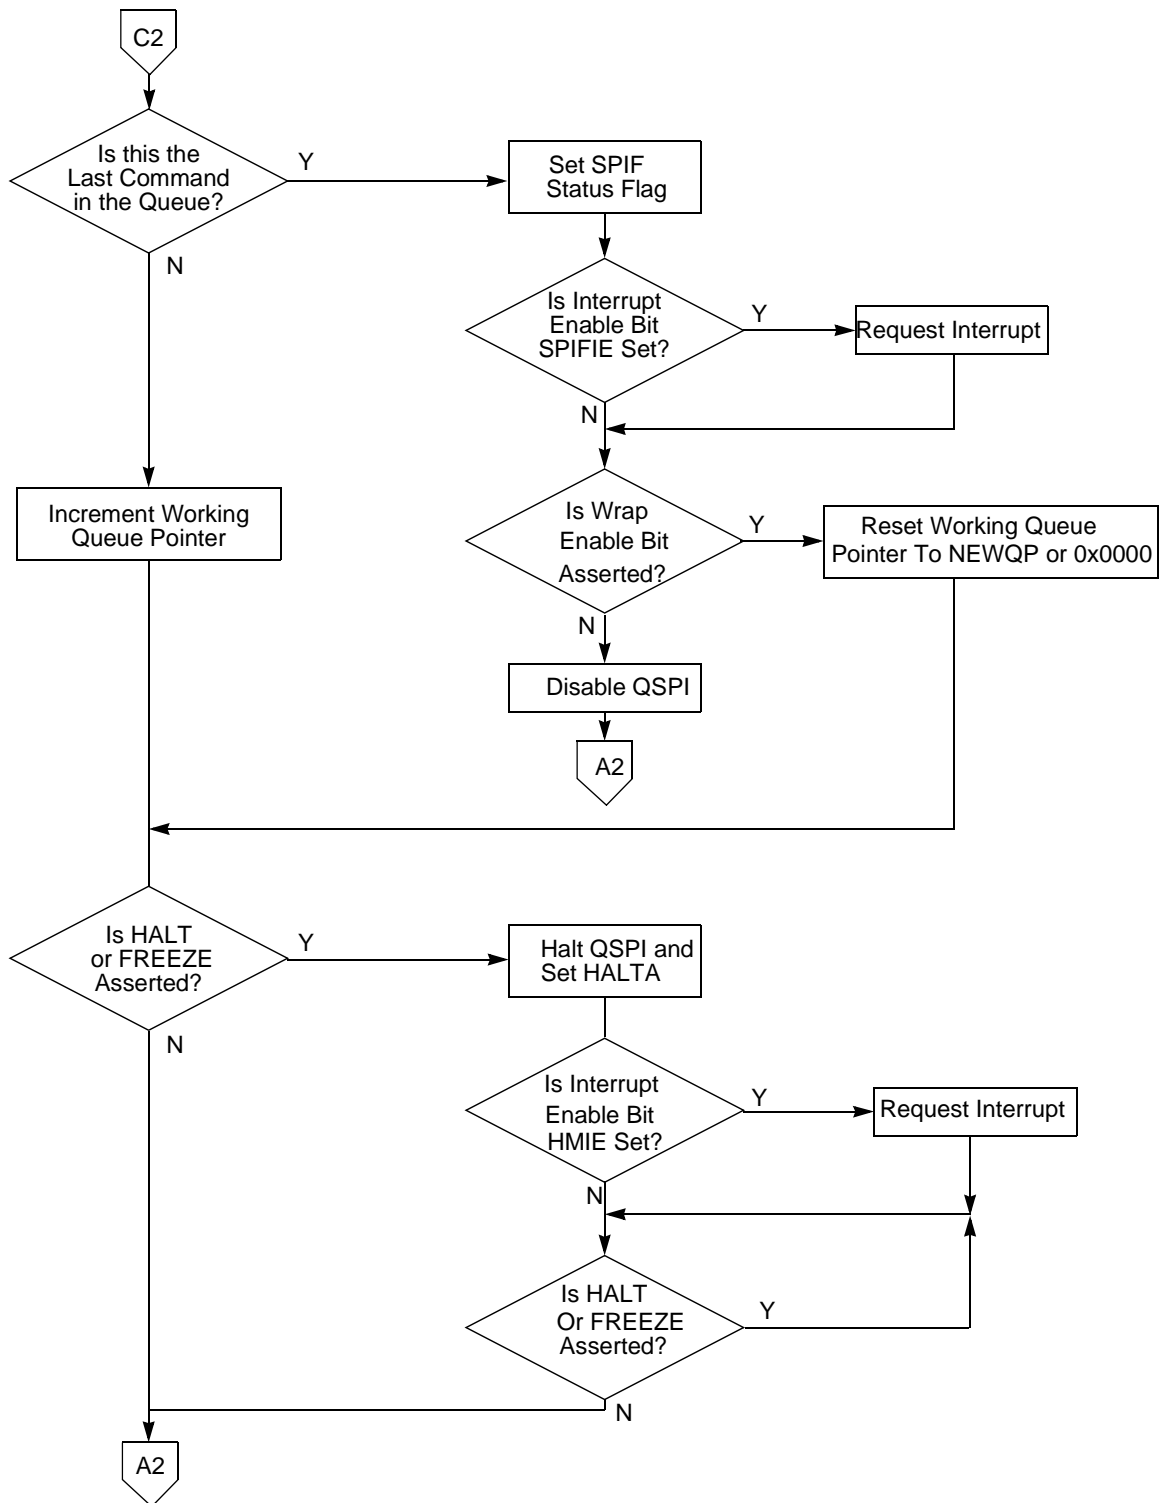 C2
Is this the
Last Command
in the Queue?
Y
Set SPIF
Status Flag
N
Is Interrupt
Enable Bit
SPIFIE Set?
Y
Request Interrupt
N
Increment Working
Queue Pointer
Is Wrap
Enable Bit
Asserted?
Y
Reset Working Queue
Pointer To NEWQP or 0x0000
N
Disable QSPI
A2
Is HALT
or FREEZE
Asserted?
Y
Halt QSPI and
Set HALTA
N
Is Interrupt
Enable Bit
HMIE Set?
Y
Request Interrupt
N
Is HALT
Or FREEZE
Asserted?
Y
N
A2